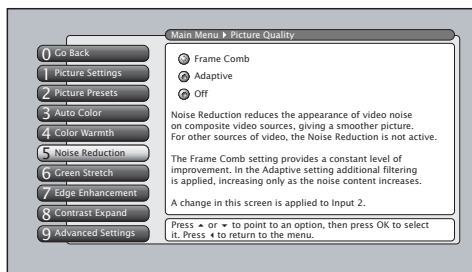 Main Menu ▸ Picture Quality
0 Go Back
1 Picture Settings
2 Picture Presets
3 Auto Color
4 Color Warmth
5 Noise Reduction
6 Green Stretch
7 Edge Enhancement
8 Contrast Expand
9 Advanced Settings
Frame Comb
Adaptive
Off
Noise Reduction reduces the appearance of video noise
on composite video sources, giving a smoother picture.
For other sources of video, the Noise Reduction is not active.
The Frame Comb setting provides a constant level of
improvement. In the Adaptive setting additional filtering
is applied, increasing only as the noise content increases.
A change in this screen is applied to Input 2.
Press ▴ or ▾ to point to an option, then press OK to select
it. Press ◂ to return to the menu.